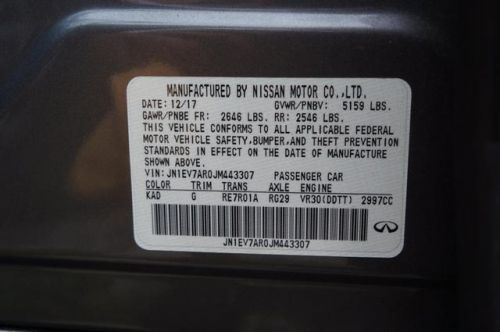 MANUFACTURED BY NISSAN MOTOR CO.,LTD.
DATE: 12/17 GVWR/PNBV: 5159 LBS.
GAWR/PNBE FR: 2646 LBS. RR: 2546 LBS.
THIS VEHICLE CONFORMS TO ALL APPLICABLE FEDERAL
MOTOR VEHICLE SAFETY,BUMPER,AND THEFT PREVENTION
STANDARDS IN EFFECT ON THE DATE OF MANUFACTURE
SHOWN ABOVE.
VIN: JN1EV7AR0JM443307 PASSENGER CAR
COLOR TRIM TRANS AXLE ENGINE
KAD G RE7R01A RG29 VR30(DDTT) 2997CC
JN1EV7AR0JM443307